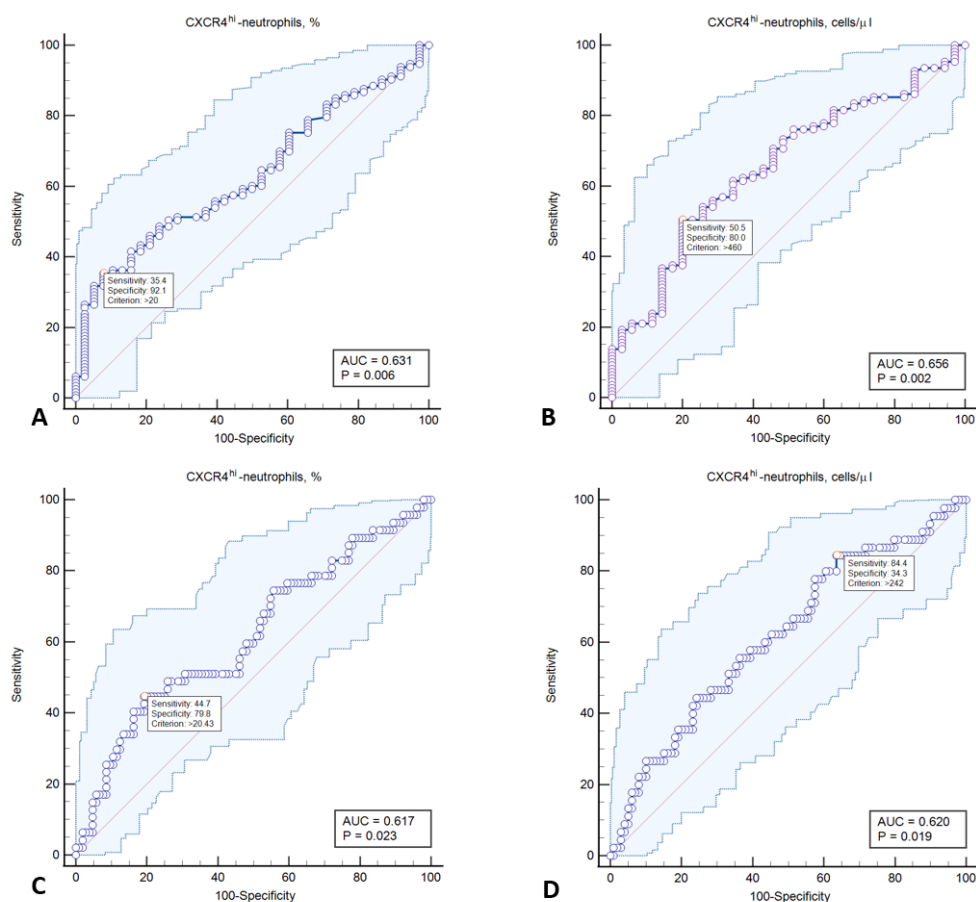 CXCR4hi -neutrophils, %
100
80
60
40
20
0
Sensitivity
Sensitivity: 35.4
Specificity: 92.1
Criterion: >20
AUC = 0.631
P = 0.006
0 20 40 60 80 100
100-Specificity
A
CXCR4hi -neutrophils, cells/μ l
100
80
60
40
20
0
Sensitivity
Sensitivity: 50.5
Specificity: 80.0
Criterion: >460
AUC = 0.656
P = 0.002
0 20 40 60 80 100
100-Specificity
B
CXCR4hi -neutrophils, %
100
80
60
40
20
0
Sensitivity
Sensitivity: 44.7
Specificity: 79.8
Criterion: >20.43
AUC = 0.617
P = 0.023
0 20 40 60 80 100
100-Specificity
C
CXCR4hi -neutrophils, cells/μ l
100
80
60
40
20
0
Sensitivity
Sensitivity: 84.4
Specificity: 34.3
Criterion: >242
AUC = 0.620
P = 0.019
0 20 40 60 80 100
100-Specificity
D